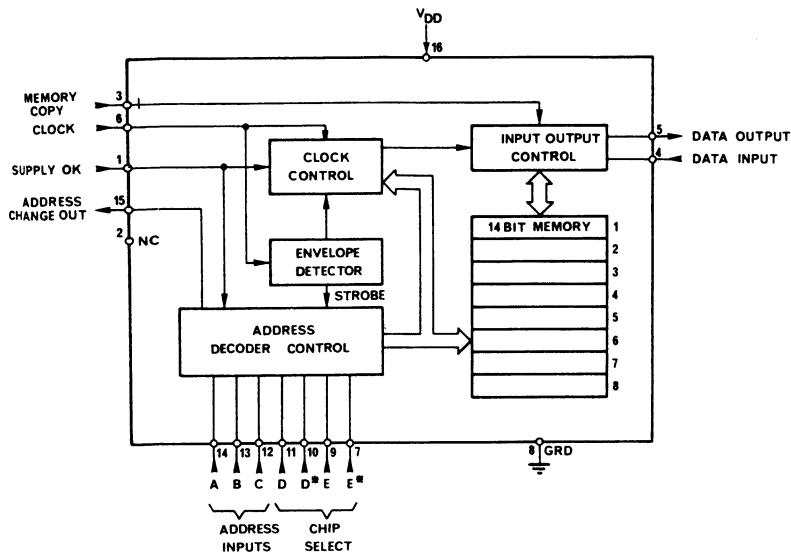 VDD
16
MEMORY
COPY
3
CLOCK
6
SUPPLY OK
1
ADDRESS
CHANGE OUT
15
2
NC
CLOCK
CONTROL
INPUT OUTPUT
CONTROL
5
DATA OUTPUT
4
DATA INPUT
ENVELOPE
DETECTOR
STROBE
ADDRESS
DECODER CONTROL
14 BIT MEMORY
1
2
3
4
5
6
7
8
14 13 12 11 10 9 7
A B C D D* E E*
8
GRD
ADDRESS
INPUTS
CHIP
SELECT